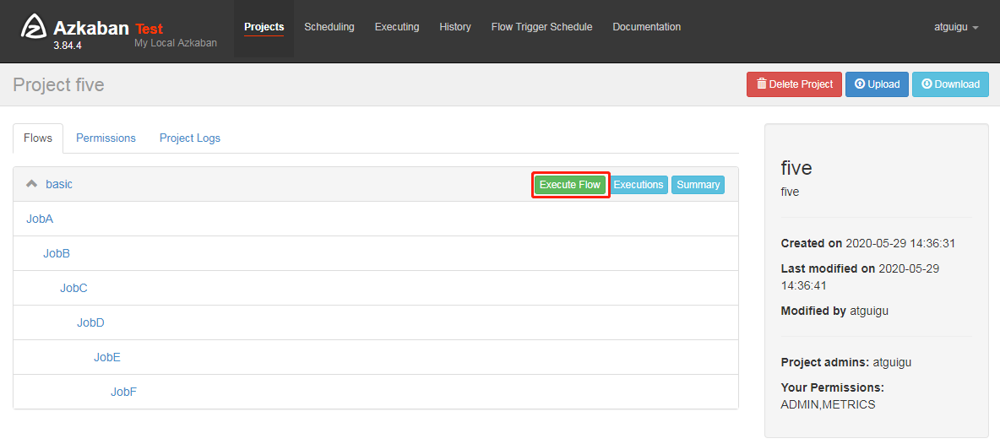 Azkaban Test
3.84.4 My Local Azkaban
Projects Scheduling Executing History Flow Trigger Schedule Documentation atguigu
Project five
Delete Project Upload Download
Flows Permissions Project Logs
basic
Execute Flow Executions Summary
JobA
JobB
JobC
JobD
JobE
JobF
five
five
Created on 2020-05-29 14:36:31
Last modified on 2020-05-29
14:36:41
Modified by atguigu
Project admins: atguigu
Your Permissions:
ADMIN,METRICS